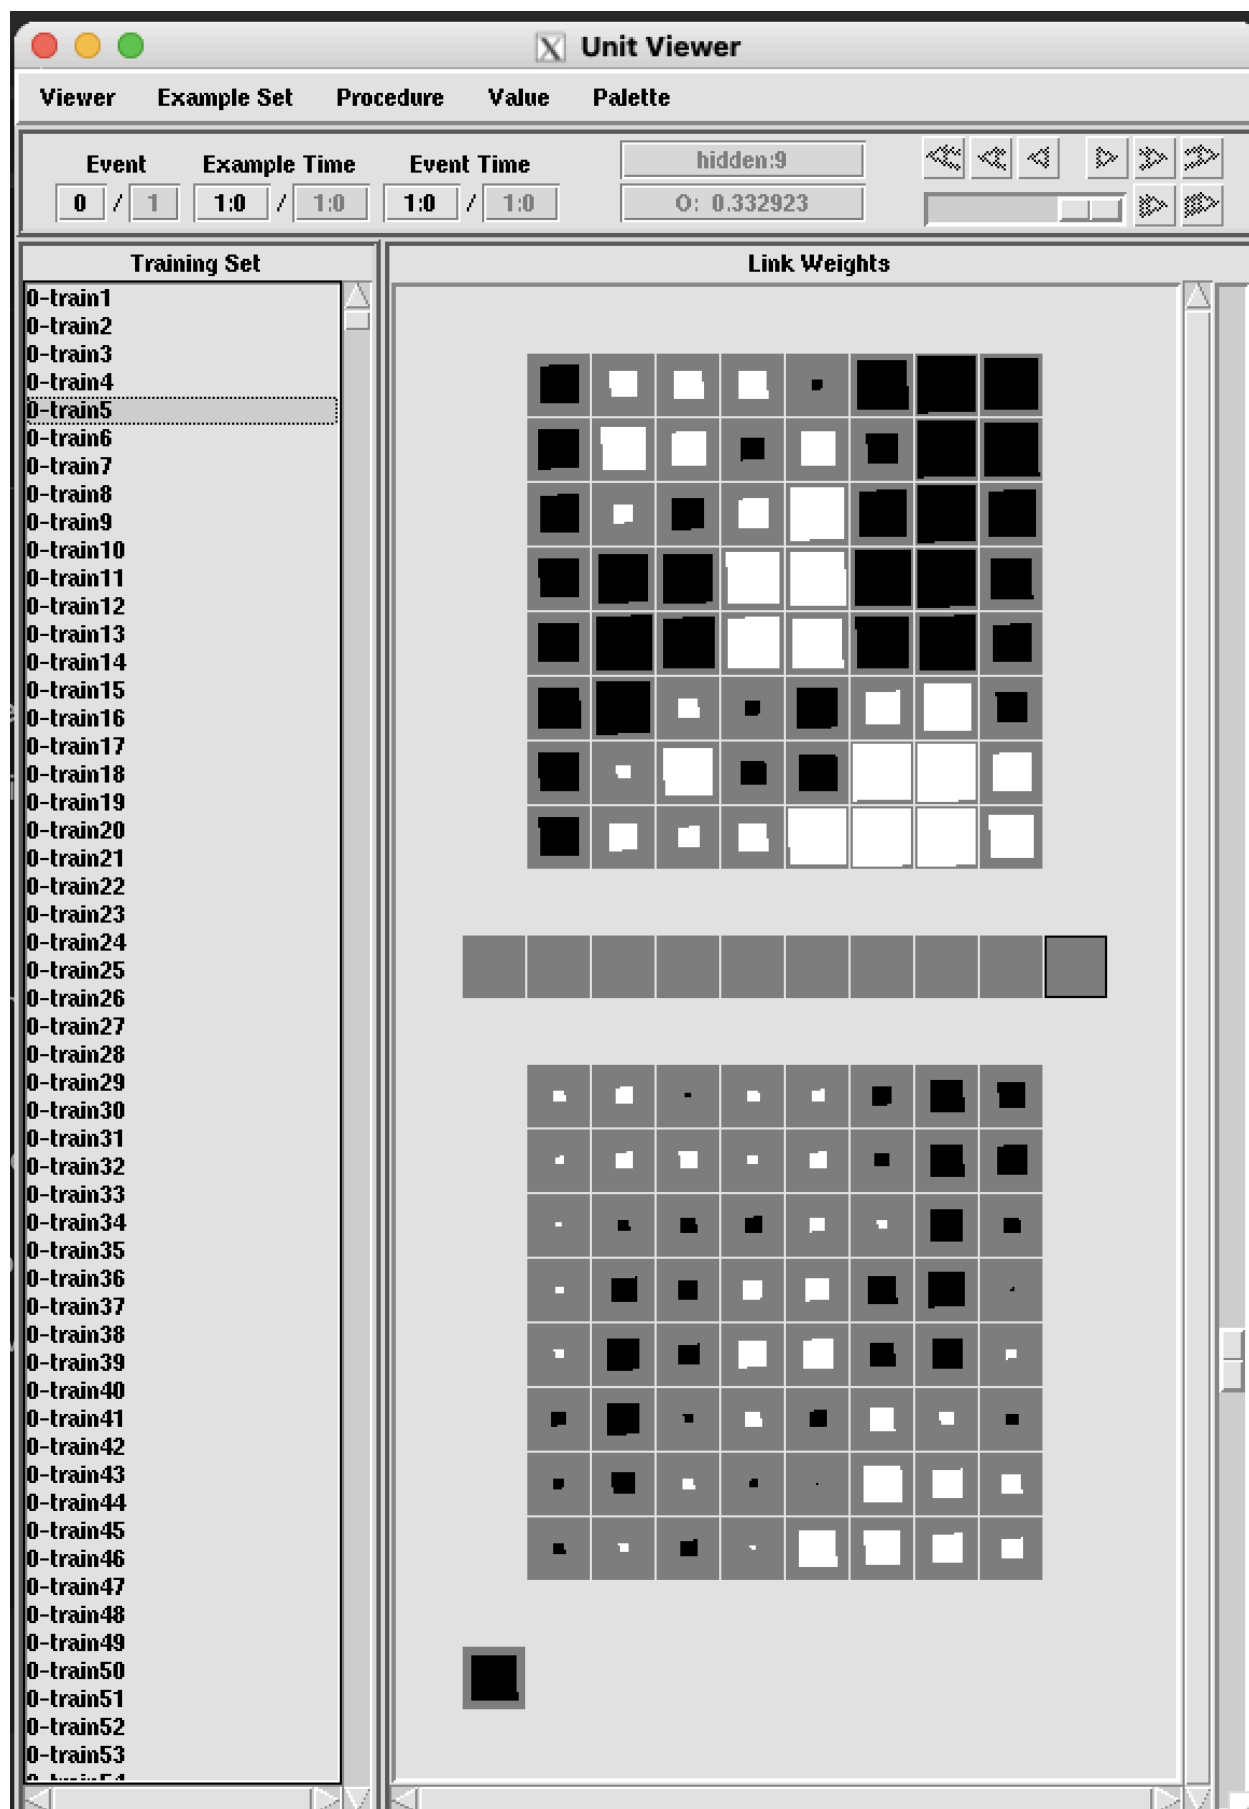 Unit Viewer
Viewer Example Set Procedure Value Palette
Event Example Time Event Time
0 / 1 1:0 / 1:0 1:0 / 1:0
hidden:9
O: 0.332923
Training Set
0-train1
0-train2
0-train3
0-train4
0-train5
0-train6
0-train7
0-train8
0-train9
0-train10
0-train11
0-train12
0-train13
0-train14
0-train15
0-train16
0-train17
0-train18
0-train19
0-train20
0-train21
0-train22
0-train23
0-train24
0-train25
0-train26
0-train27
0-train28
0-train29
0-train30
0-train31
0-train32
0-train33
0-train34
0-train35
0-train36
0-train37
0-train38
0-train39
0-train40
0-train41
0-train42
0-train43
0-train44
0-train45
0-train46
0-train47
0-train48
0-train49
0-train50
0-train51
0-train52
0-train53
Link Weights